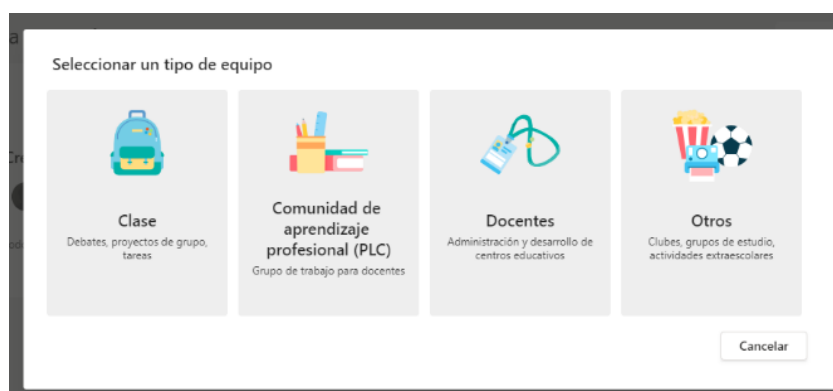 Seleccionar un tipo de equipo
Clase
Debates, proyectos de grupo,
tareas
Comunidad de
aprendizaje
profesional (PLC)
Grupo de trabajo para docentes
Docentes
Administración y desarrollo de
centros educativos
Otros
Clubes, grupos de estudio,
actividades extraescolares
Cancelar